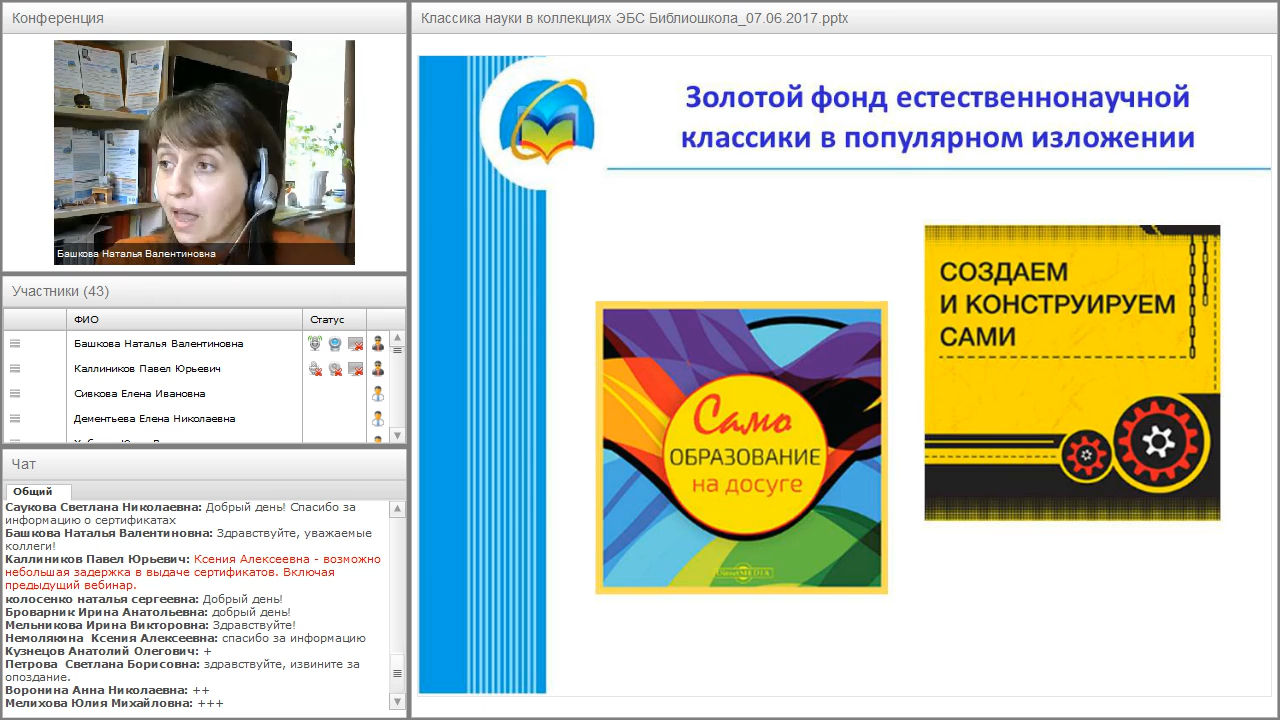 Конференция
Башкова Наталья Валентиновна
Участники (43)
ФИО Статус
Башкова Наталья Валентиновна
Каллиников Павел Юрьевич
Сивкова Елена Ивановна
Дементьева Елена Николаевна
Чат
Общий
Саукова Светлана Николаевна: Добрый день! Спасибо за
информацию о сертификатах
Башкова Наталья Валентиновна: Здравствуйте, уважаемые
коллеги!
Каллиников Павел Юрьевич: Ксения Алексеевна - возможно
небольшая задержка в выдаче сертификатов. Включая
предыдущий вебинар.
колосенко наталья сергеевна: Добрый день!
Броварник Ирина Анатольевна: добрый день!
Мельникова Ирина Викторовна: Здравствуйте!
Немолякина Ксения Алексеевна: спасибо за информацию
Кузнецов Анатолий Олегович: +
Петрова Светлана Борисовна: здравствуйте, извините за
опоздание.
Воронина Анна Николаевна: ++
Мелихова Юлия Михайловна: +++
Классика науки в коллекциях ЭБС Библиошкола_07.06.2017.pptx
Золотой фонд естественнонаучной
классики в популярном изложении
Само
ОБРАЗОВАНИЕ
на досуге
СОЗДАЕМ
И КОНСТРУИРУЕМ
САМИ